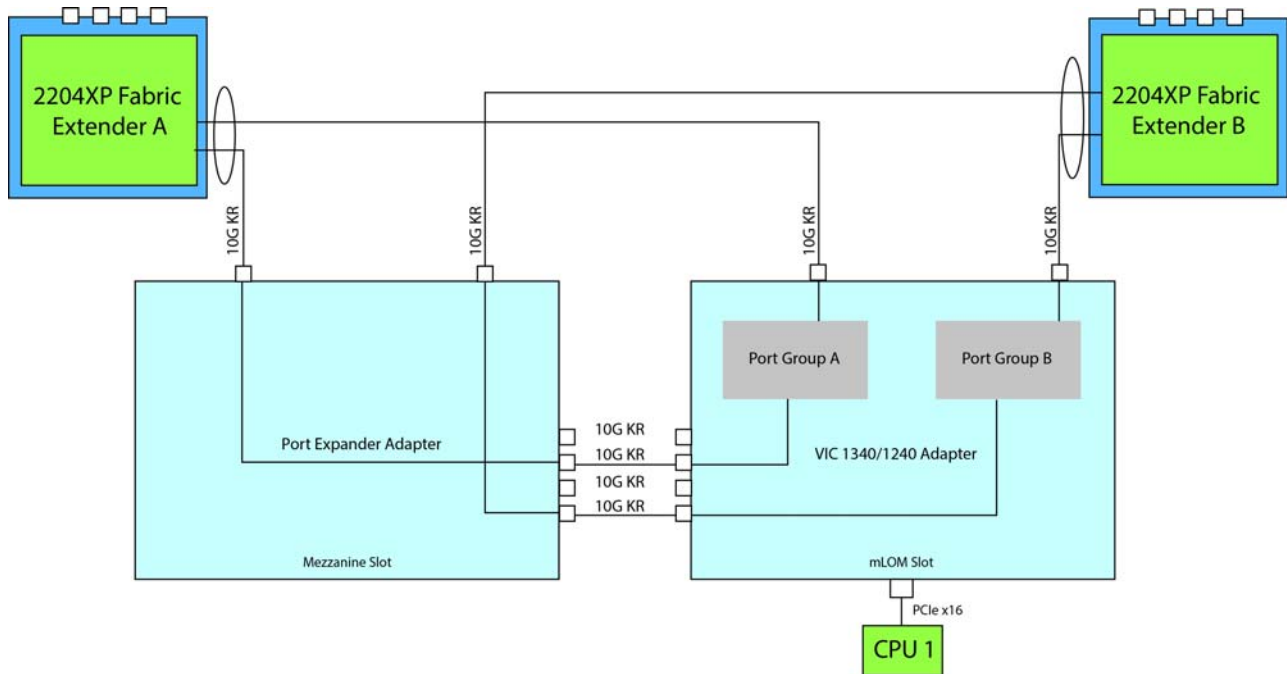 2204XP Fabric
Extender A
2204XP Fabric
Extender B
10G KR
10G KR
10G KR
10G KR
Port Group A
Port Group B
10G KR
10G KR
10G KR
10G KR
Port Expander Adapter
VIC 1340/1240 Adapter
Mezzanine Slot
mLOM Slot
PCIe x16
CPU 1